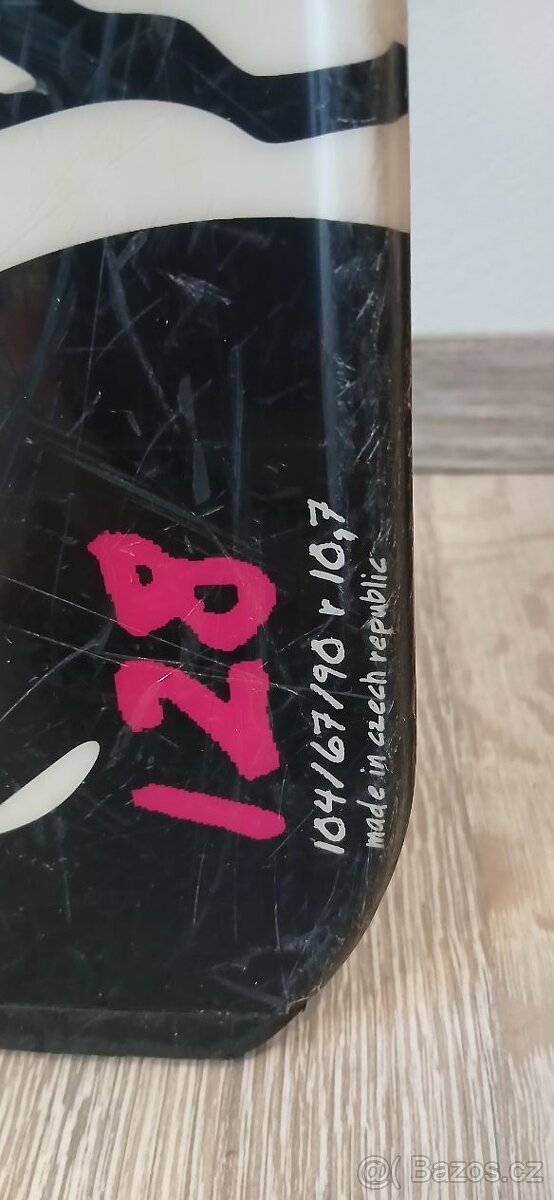 128
104/67/90 r 10,7
made in czech republic
@( Bazos.cz